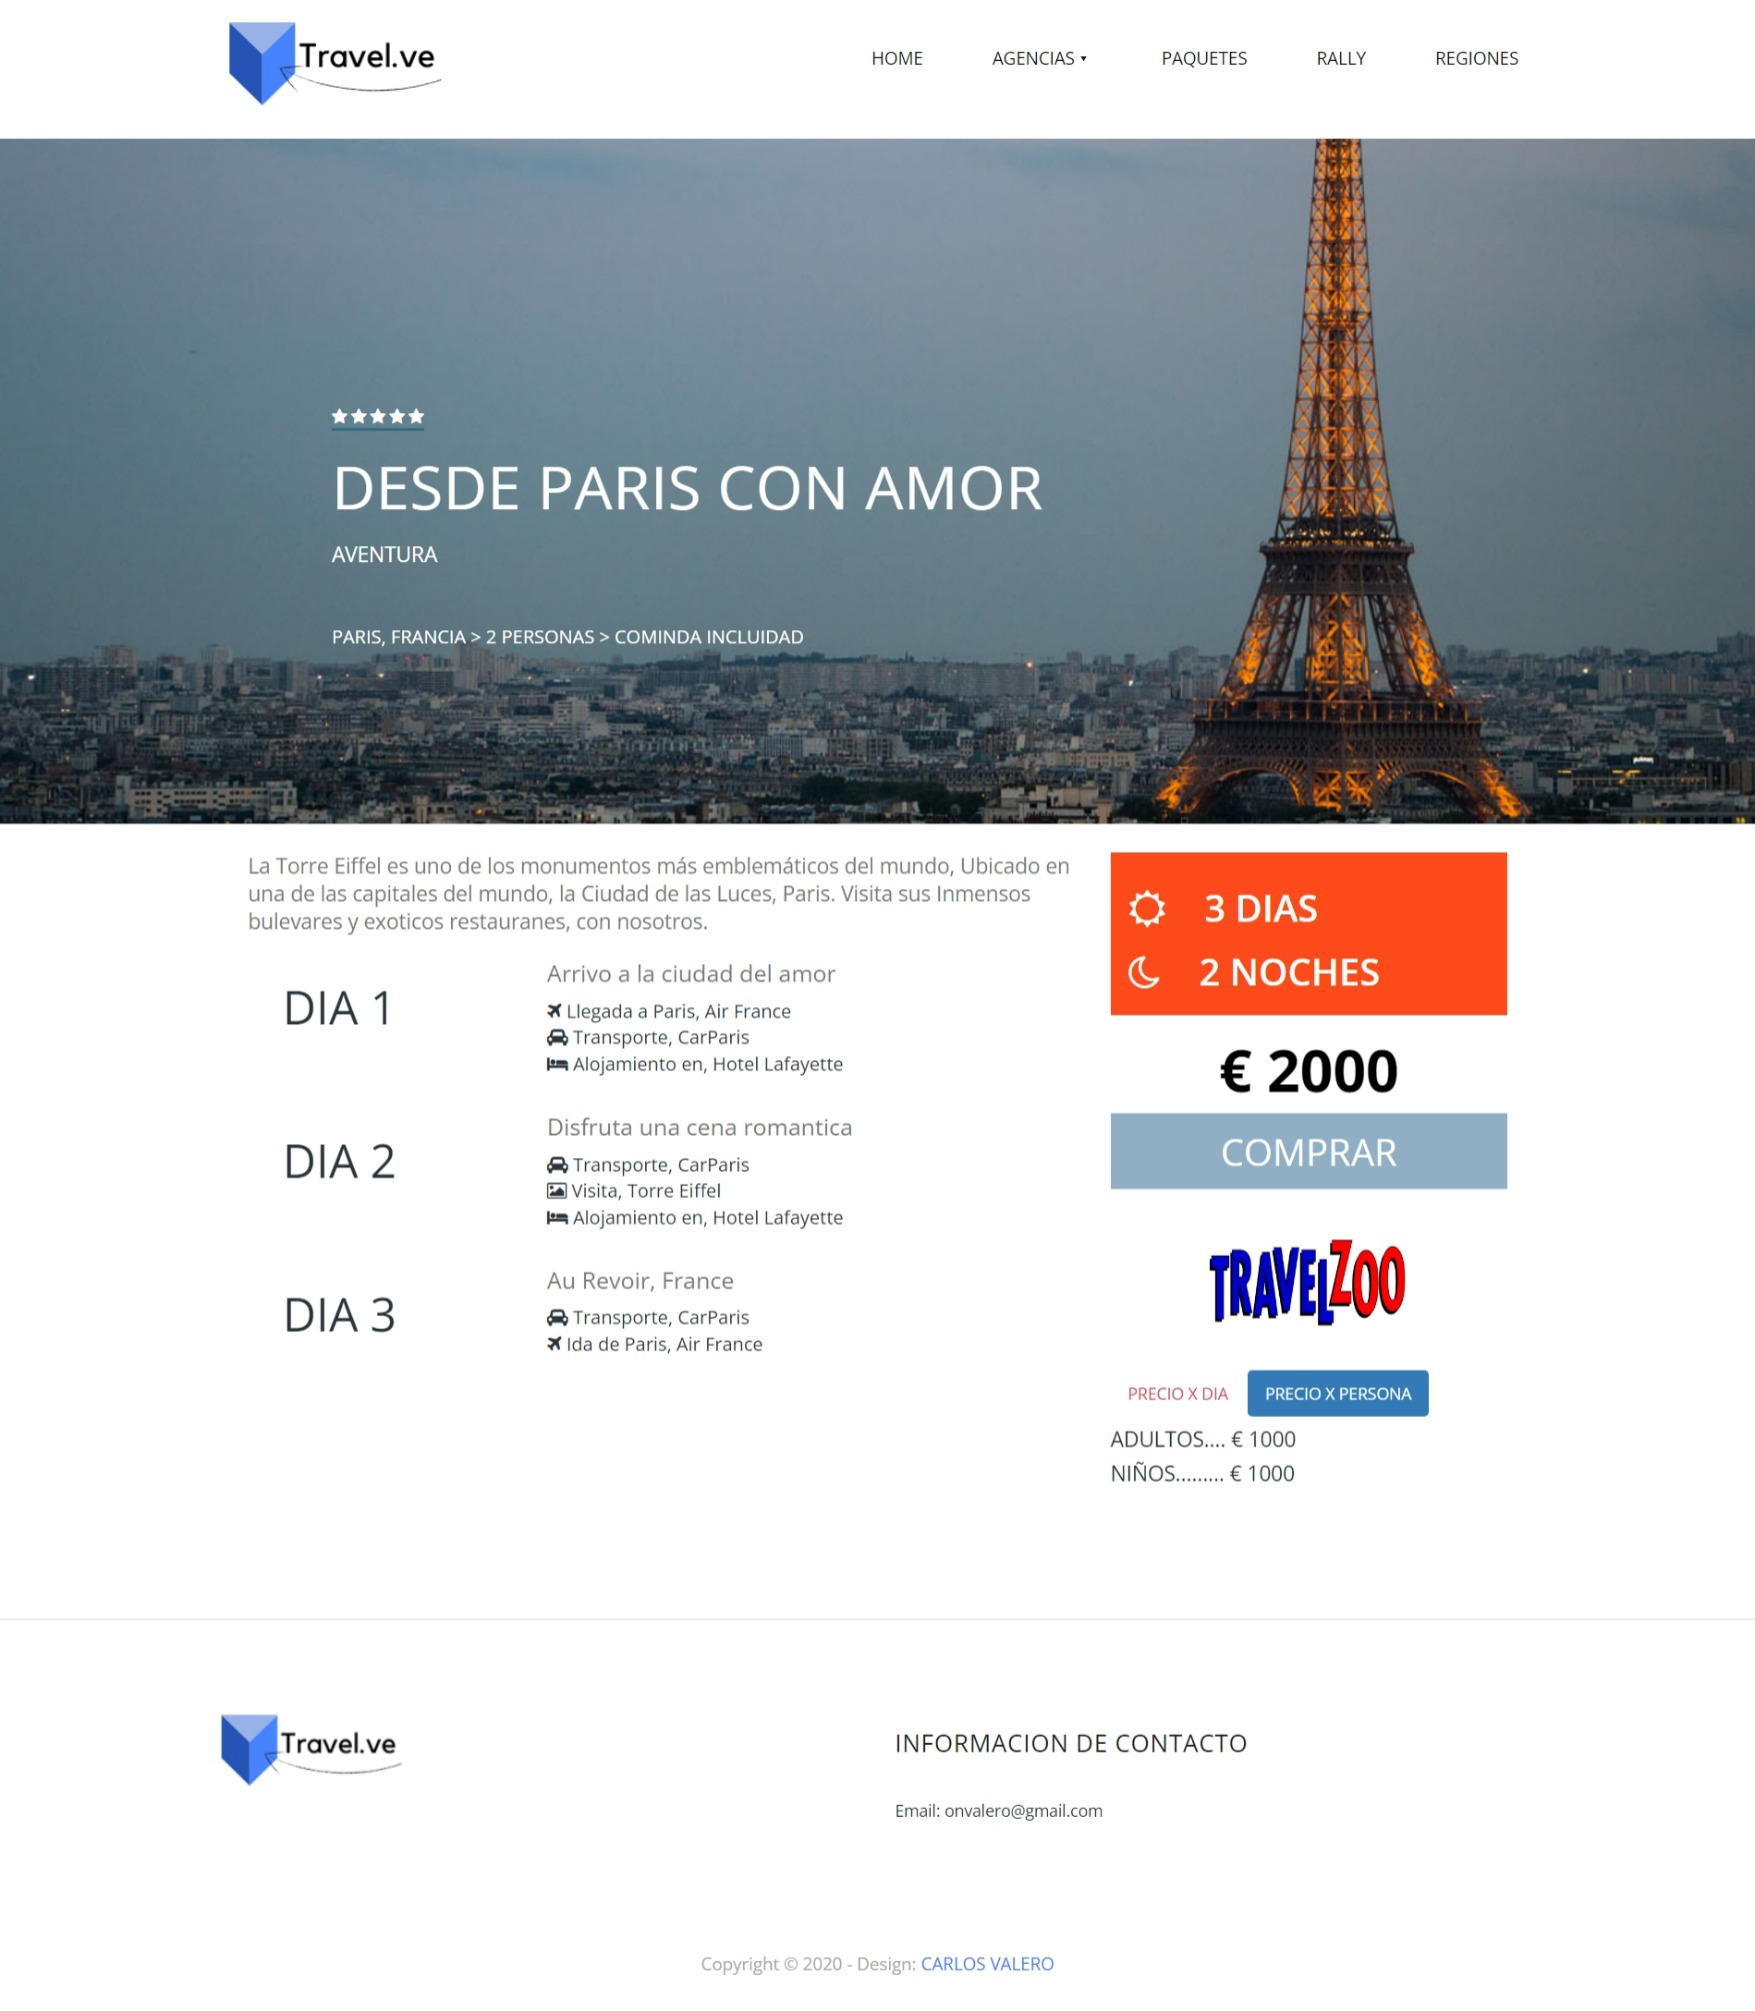 Travel.ve
HOME AGENCIAS PAQUETES RALLY REGIONES
DESDE PARIS CON AMOR
AVENTURA
PARIS, FRANCIA > 2 PERSONAS > COMINDA INCLUIDAD
La Torre Eiffel es uno de los monumentos más emblemáticos del mundo, Ubicado en
una de las capitales del mundo, la Ciudad de las Luces, Paris. Visita sus Inmensos
bulevares y exoticos restauranes, con nosotros.
DIA 1
Arrivo a la ciudad del amor
Llegada a Paris, Air France
Transporte, CarParis
Alojamiento en, Hotel Lafayette
DIA 2
Disfruta una cena romantica
Transporte, CarParis
Visita, Torre Eiffel
Alojamiento en, Hotel Lafayette
DIA 3
Au Revoir, France
Transporte, CarParis
Ida de Paris, Air France
3 DIAS
2 NOCHES
€ 2000
COMPRAR
TRAVELZOO
PRECIO X DIA PRECIO X PERSONA
ADULTOS.... € 1000
NIÑOS......... € 1000
Travel.ve
INFORMACION DE CONTACTO
Email: onvalero@gmail.com
Copyright © 2020 - Design: CARLOS VALERO